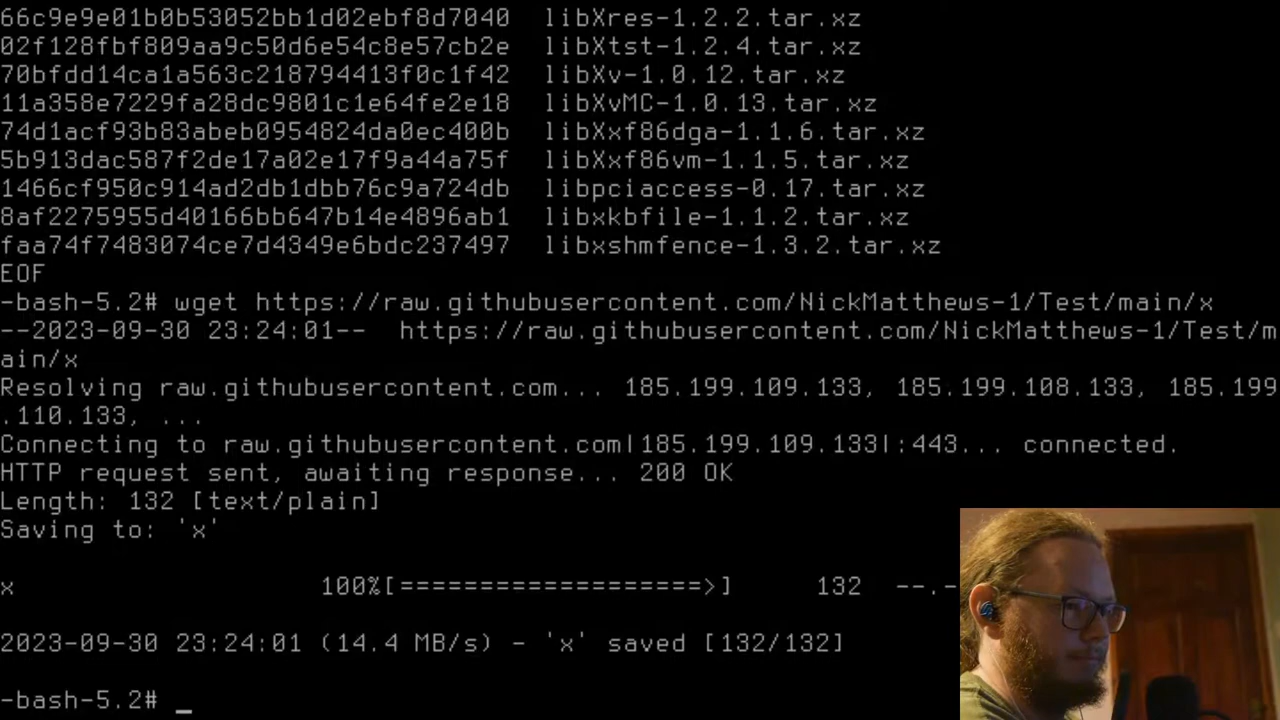 66c9e9e01b0b53052bb1d02ebf8d7040  libXres-1.2.2.tar.xz
02f128fbf809aa9c50d6e54c8e57cb2e  libXtst-1.2.4.tar.xz
70bfdd14ca1a563c218794413f0c1f42  libXv-1.0.12.tar.xz
11a358e7229fa28dc9801c1e64fe2e18  libXvMC-1.0.13.tar.xz
74d1acf93b83abeb0954824da0ec400b  libXxf86dga-1.1.6.tar.xz
5b913dac587f2de17a02e17f9a44a75f  libXxf86vm-1.1.5.tar.xz
1466cf950c914ad2db1dbb76c9a724db  libpciaccess-0.17.tar.xz
8af2275955d40166bb647b14e4896ab1  libxkbfile-1.1.2.tar.xz
faa74f7483074ce7d4349e6bdc237497  libxshmfence-1.3.2.tar.xz
EOF
-bash-5.2# wget https://raw.githubusercontent.com/NickMatthews-1/Test/main/x
--2023-09-30 23:24:01--  https://raw.githubusercontent.com/NickMatthews-1/Test/m
ain/x
Resolving raw.githubusercontent.com... 185.199.109.133, 185.199.108.133, 185.199
.110.133, ...
Connecting to raw.githubusercontent.com|185.199.109.133|:443... connected.
HTTP request sent, awaiting response... 200 OK
Length: 132 [text/plain]
Saving to: 'x'
x                   100%[===================>]     132  --.-
2023-09-30 23:24:01 (14.4 MB/s) - 'x' saved [132/132]
-bash-5.2# _